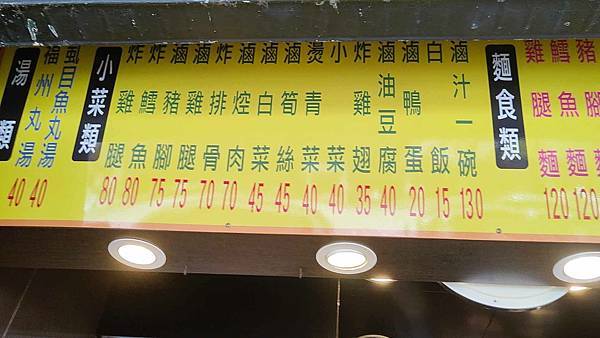 湯類
福州丸湯 40
虱目魚丸湯 40
小菜類
炸雞腿 80
炸鱈魚 80
滷豬腳 75
滷雞腿 75
炸排骨 70
滷焢肉 70
滷白菜 45
滷筍絲 45
燙青菜 40
小菜 40
炸雞翅 35
滷油豆腐 40
滷鴨蛋 20
白飯 15
滷汁一碗 130
麵食類
雞腿麵 120
鱈魚麵 120
豬腳麵